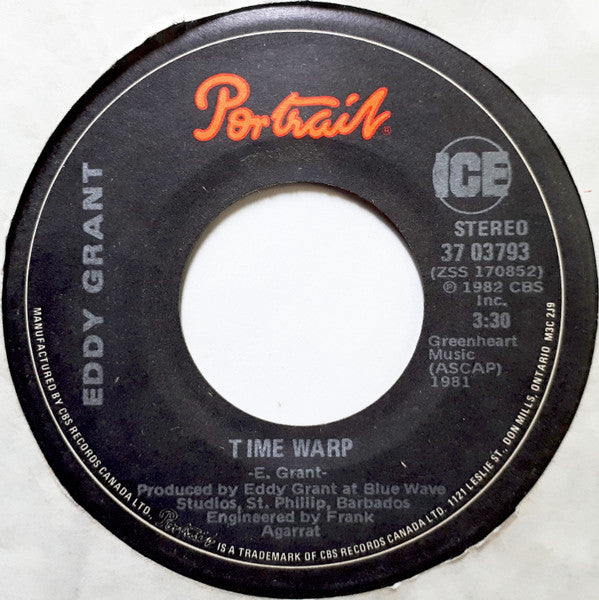 Portrait®
EDDY GRANT
ICE
STEREO
37 03793
(ZSS 170852)
℗ 1982 CBS
Inc.
3:30
Greenheart
Music
(ASCAP)
1981
TIME WARP
-E. Grant-
Produced by Eddy Grant at Blue Wave
Studios, St. Phillip, Barbados
Engineered by Frank
Agarrat
MANUFACTURED BY CBS RECORDS CANADA LTD., 1121 LESLIE ST., DON MILLS, ONTARIO M3C 2J9
Portrait IS A TRADEMARK OF CBS RECORDS CANADA LTD.